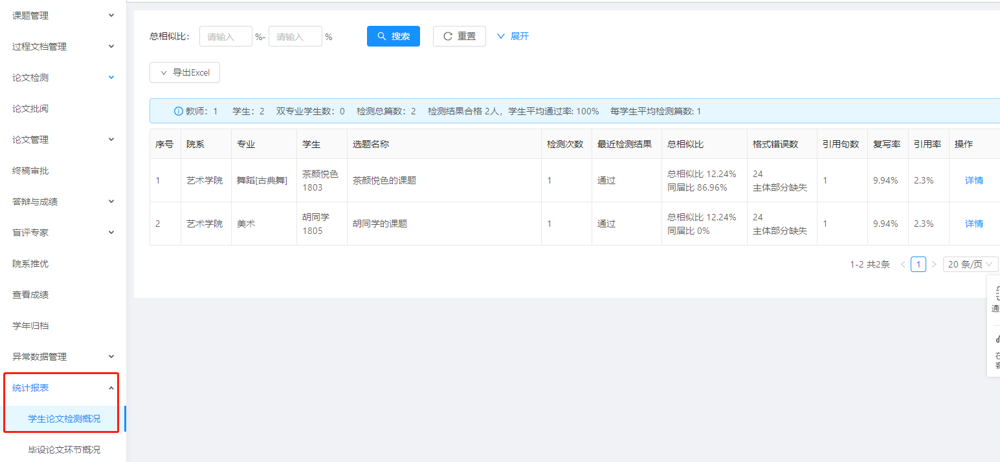 课题管理
过程文档管理
论文检测
论文批阅
论文管理
终稿审批
答辩与成绩
盲评专家
院系推优
查看成绩
学年归档
异常数据管理
统计报表
学生论文检测概况
毕设论文环节概况
总相似比: 请输入 %- 请输入 % 搜索 重置 展开
导出Excel
教师: 1 学生: 2 双专业学生数: 0 检测总篇数: 2 检测结果合格 2人, 学生平均通过率: 100% 每学生平均检测篇数: 1
序号 院系 专业 学生 选题名称 检测次数 最近检测结果 总相似比 格式错误数 引用句数 复写率 引用率 操作
1 艺术学院 舞蹈[古典舞] 茶颜悦色 1803 茶颜悦色的课题 1 通过 总相似比 12.24% 同届比 86.96% 24 主体部分缺失 1 9.94% 2.3% 详情
2 艺术学院 美术 胡同学 1805 胡同学的课题 1 通过 总相似比 12.24% 同届比 0% 24 主体部分缺失 1 9.94% 2.3% 详情
1-2 共2条 < 1 > 20 条/页